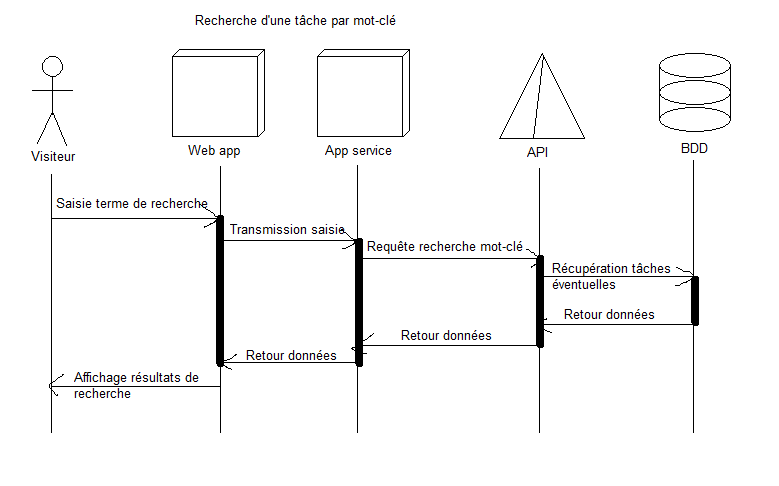 Recherche d'une tâche par mot-clé
Visiteur
Web app
App service
API
BDD
Saisie terme de recherche
Transmission saisie
Requête recherche mot-clé
Récupération tâches
éventuelles
Retour données
Retour données
Retour données
Affichage résultats de
recherche